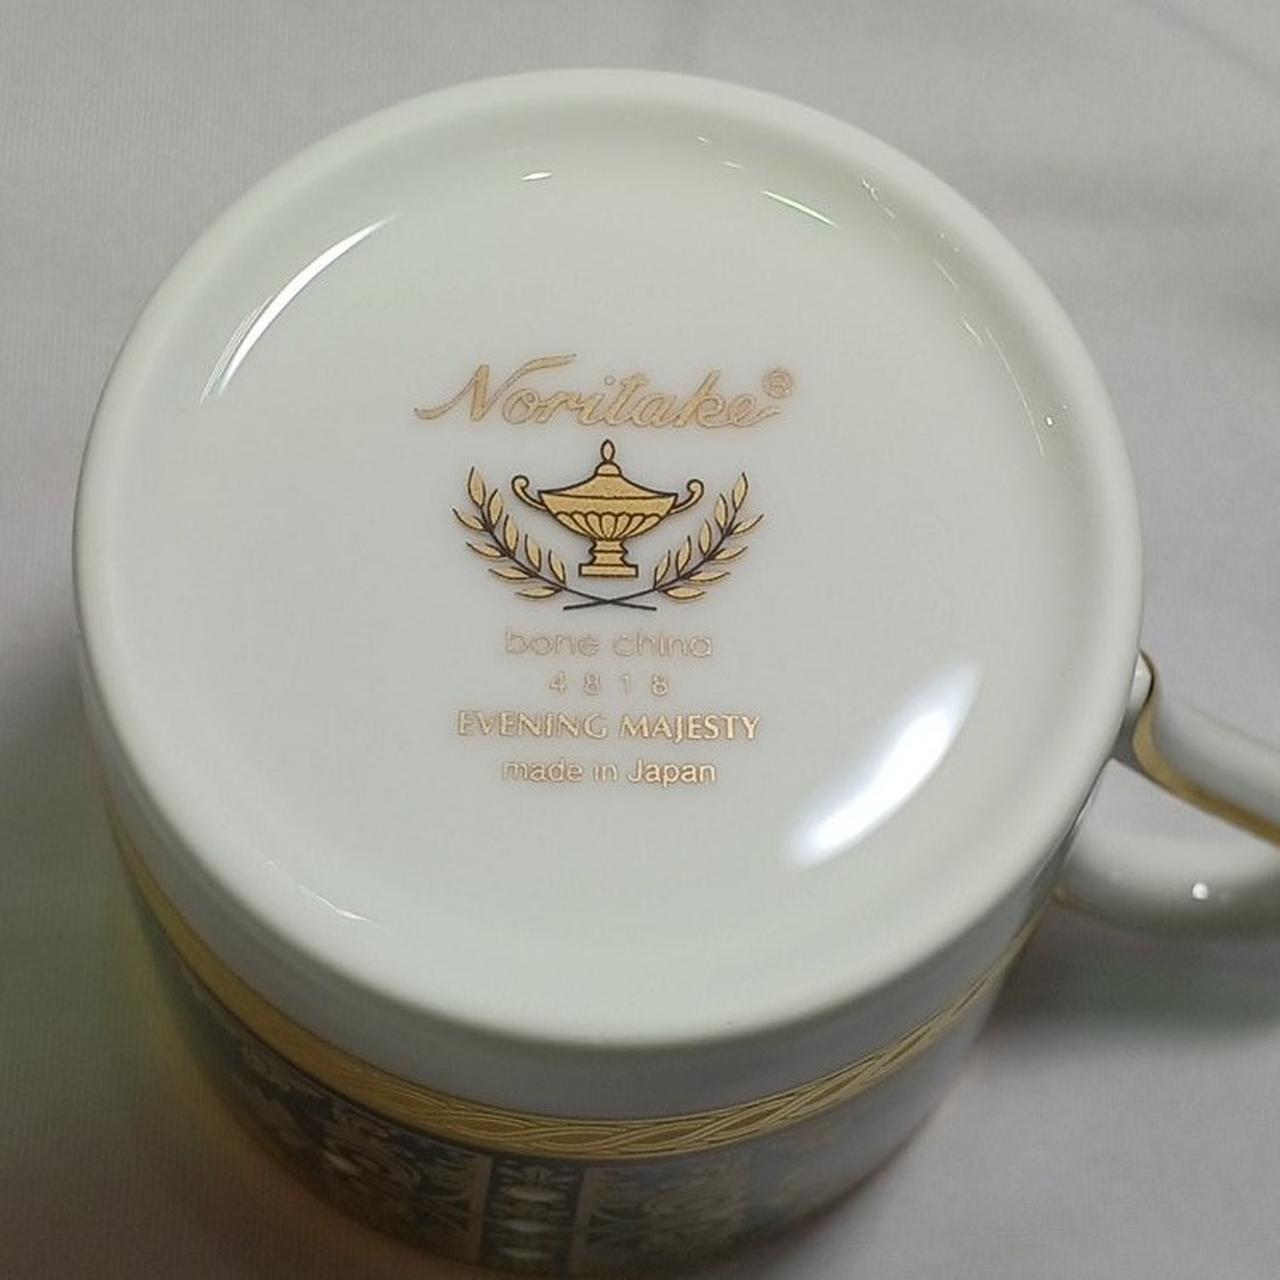 Noritake®
bone china
4818
EVENING MAJESTY
made in Japan